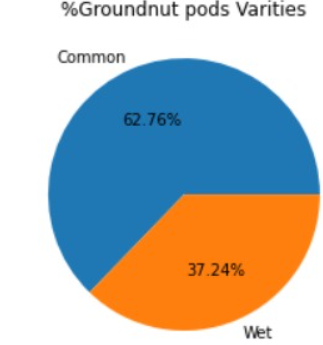 %Groundnut pods Varities
Common
62.76%
37.24%
Wet